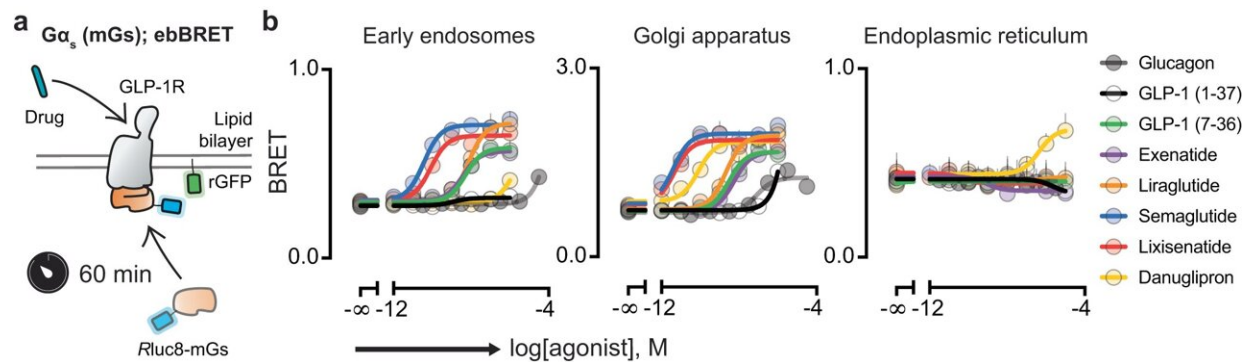 a
Gαs (mGs); ebBRET
GLP-1R
Drug
Lipid
bilayer
rGFP
60 min
Rluc8-mGs
b
Early endosomes
Golgi apparatus
Endoplasmic reticulum
BRET
1.0
0.0
-∞ -12 -4
3.0
0.0
-∞ -12 -4
1.0
0.0
-∞ -12 -4
log[agonist], M
Glucagon
GLP-1 (1-37)
GLP-1 (7-36)
Exenatide
Liraglutide
Semaglutide
Lixisenatide
Danuglipron